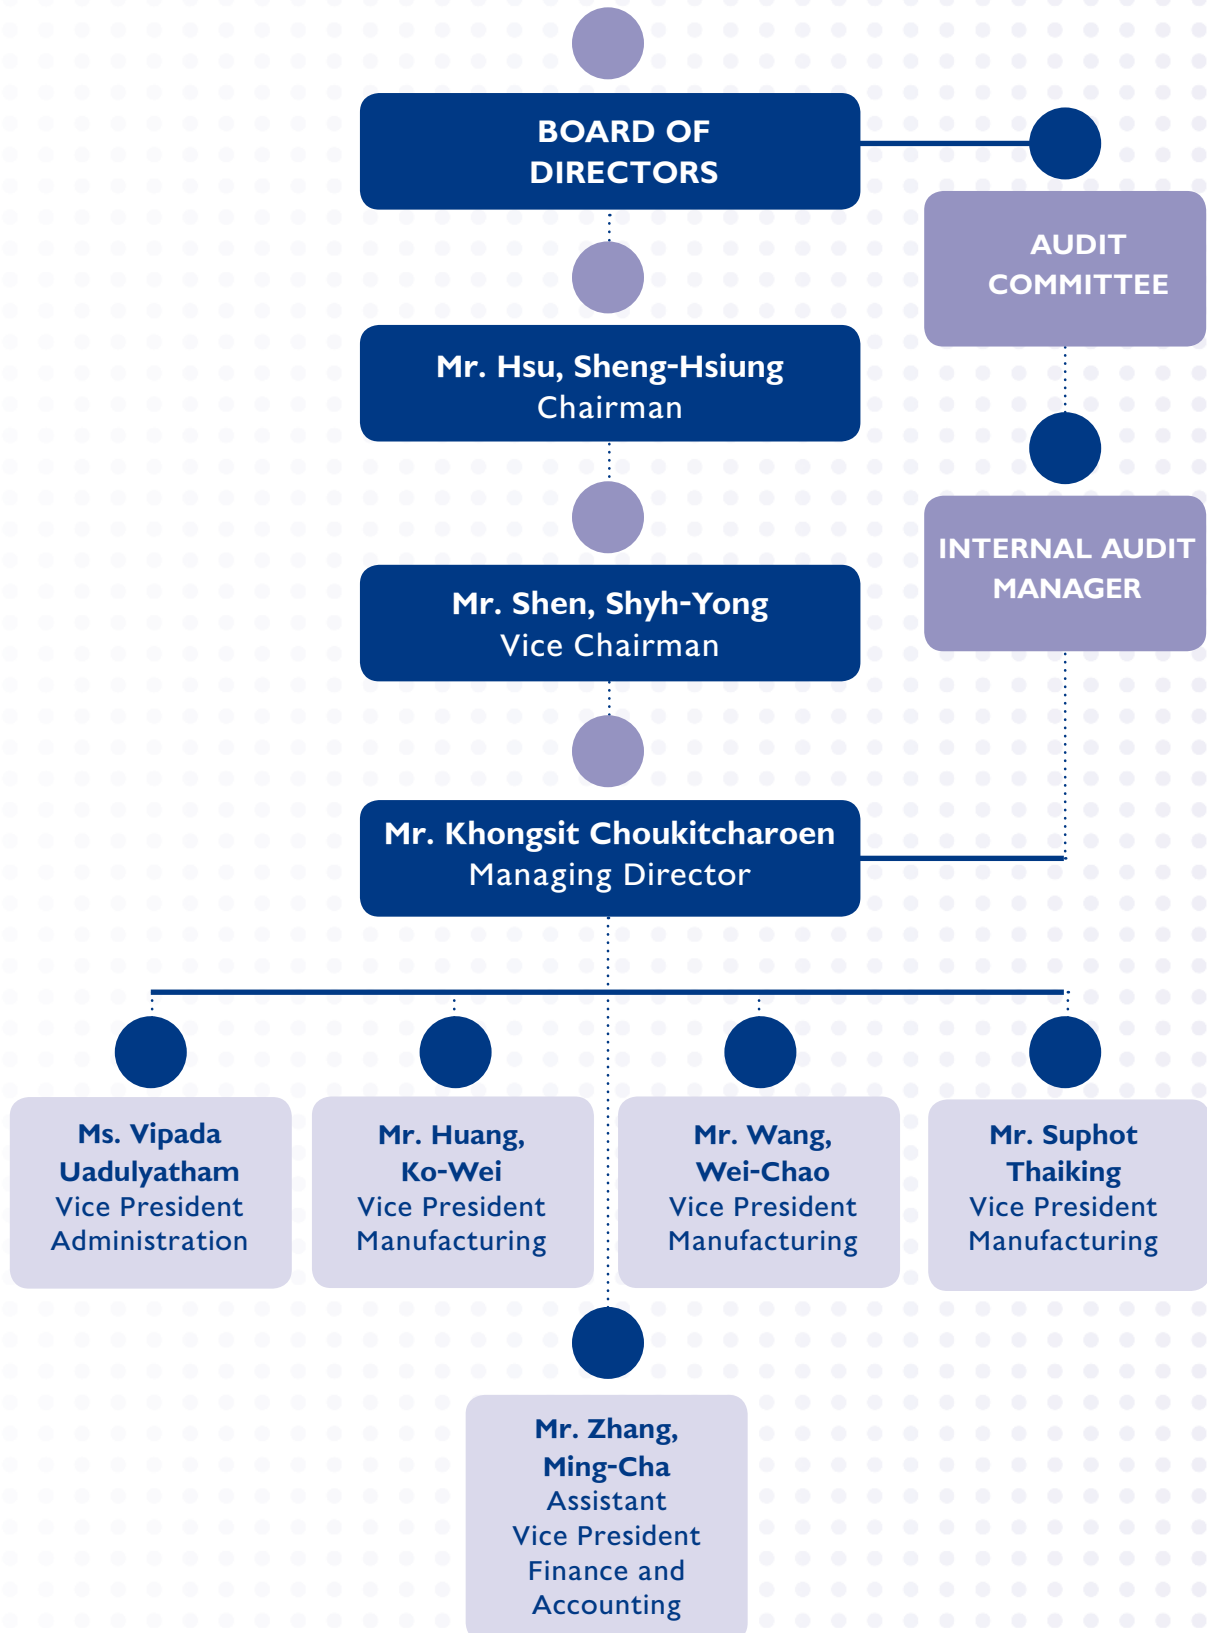 BOARD OF
DIRECTORS
AUDIT
COMMITTEE
Mr. Hsu, Sheng-Hsiung
Chairman
INTERNAL AUDIT
MANAGER
Mr. Shen, Shyh-Yong
Vice Chairman
Mr. Khongsit Choukitcharoen
Managing Director
Ms. Vipada
Uadulyatham
Vice President
Administration
Mr. Huang,
Ko-Wei
Vice President
Manufacturing
Mr. Wang,
Wei-Chao
Vice President
Manufacturing
Mr. Suphot
Thaiking
Vice President
Manufacturing
Mr. Zhang,
Ming-Cha
Assistant
Vice President
Finance and
Accounting